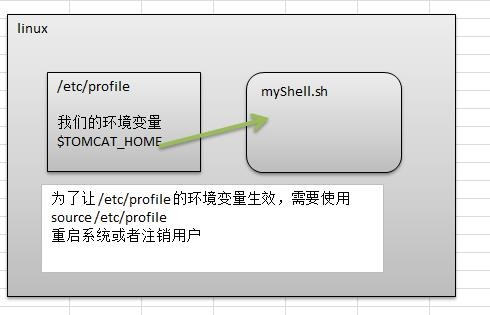 linux
/etc/profile
myShell.sh
我们的环境变量
$TOMCAT_HOME
为了让/etc/profile的环境变量生效，需要使用
source /etc/profile
重启系统或者注销用户